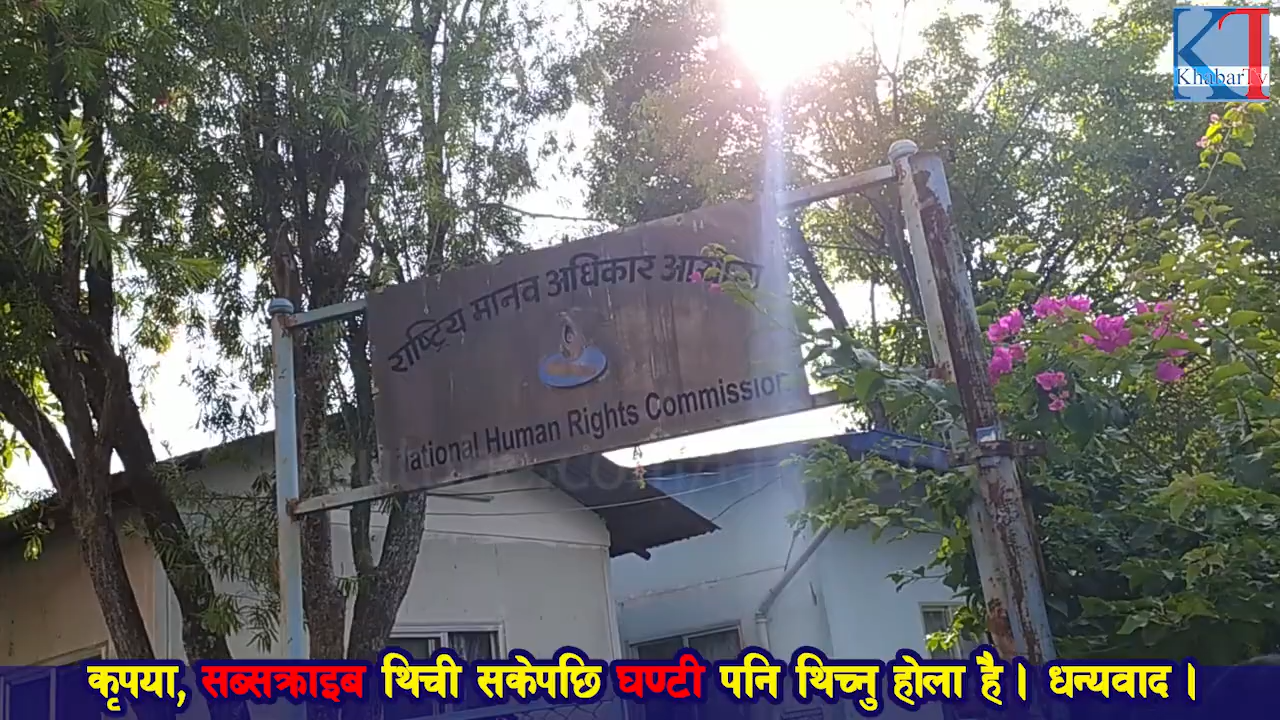 KT
KhabarTv
राष्ट्रिय मानव अधिकार आयोग
National Human Rights Commission
कृपया, सब्सक्राइब थिची सकेपछि घण्टी पनि थिच्नु होला है । धन्यवाद ।